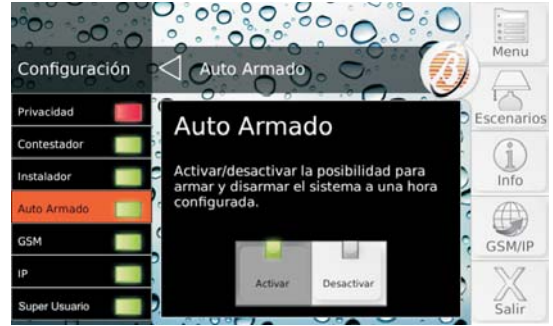 Configuración
Auto Armado
Privacidad
Contestador
Instalador
Auto Armado
GSM
IP
Super Usuario
Auto Armado
Activar/desactivar la posibilidad para
armar y disarmar el sistema a una hora
configurada.
Activar
Desactivar
Menu
Escenarios
Info
GSM/IP
Salir